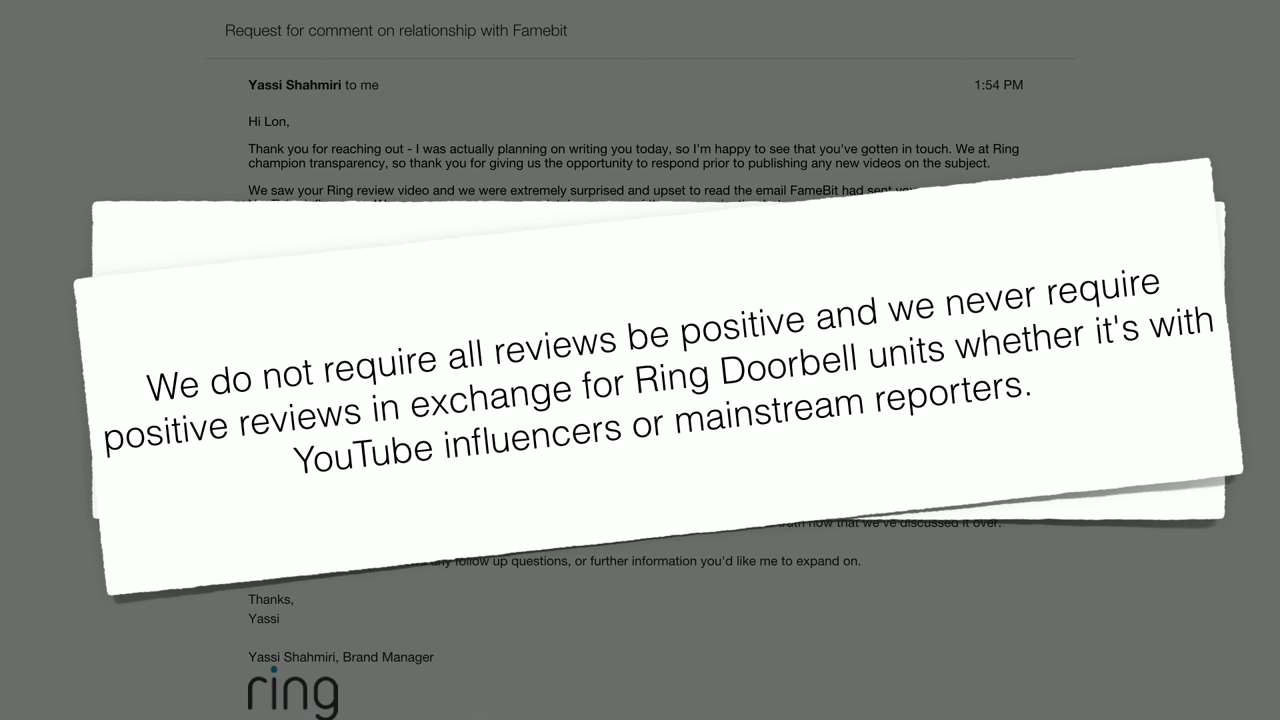 Request for comment on relationship with Famebit
Yassi Shahmiri to me 1:54 PM
Hi Lon,
Thank you for reaching out - I was actually planning on writing you today, so I'm happy to see that you've gotten in touch. We at Ring
champion transparency, so thank you for giving us the opportunity to respond prior to publishing any new videos on the subject.
We saw your Ring review video and we were extremely surprised and upset to read the email FameBit had sent
We do not require all reviews be positive and we never require
positive reviews in exchange for Ring Doorbell units whether it's with
YouTube influencers or mainstream reporters.
now that we've discussed it over.
any follow up questions, or further information you'd like me to expand on.
Thanks,
Yassi
Yassi Shahmiri, Brand Manager
ring